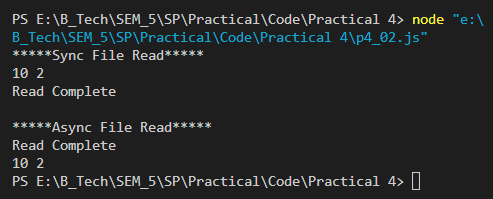 PS E:\B_Tech\SEM_5\SP\Practical\Code\Practical 4> node "e:\
B_Tech\SEM_5\SP\Practical\Code\Practical 4\p4_02.js"
*****Sync File Read*****
10 2
Read Complete

*****Async File Read*****
Read Complete
10 2
PS E:\B_Tech\SEM_5\SP\Practical\Code\Practical 4>